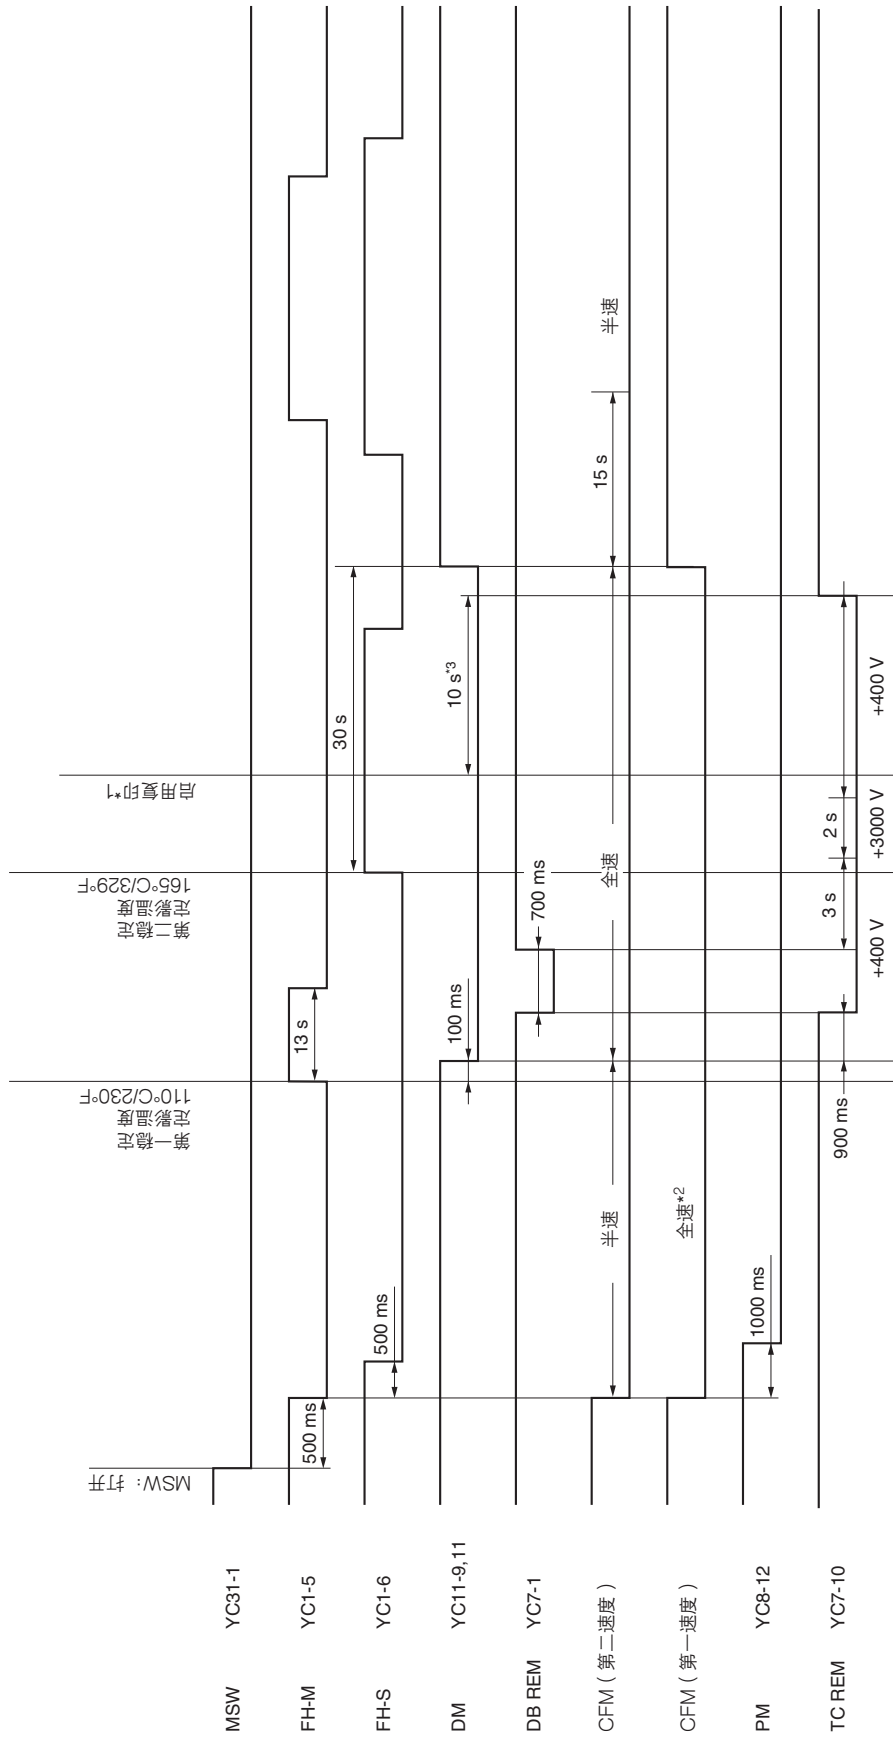 MSW：打开
第一稳定
定影温度
110°C/230°F
第二稳定
定影温度
165°C/329°F
启用复印*1
MSW YC31-1
FH-M YC1-5
500 ms
13 s
FH-S YC1-6
500 ms
30 s
DM YC11-9,11
100 ms
10 s*3
DB REM YC7-1
700 ms
CFM（第二速度）
半速
全速
15 s
半速
CFM（第一速度）
全速*2
PM YC8-12
1000 ms
TC REM YC7-10
900 ms
3 s
2 s
+400 V
+3000 V
+400 V